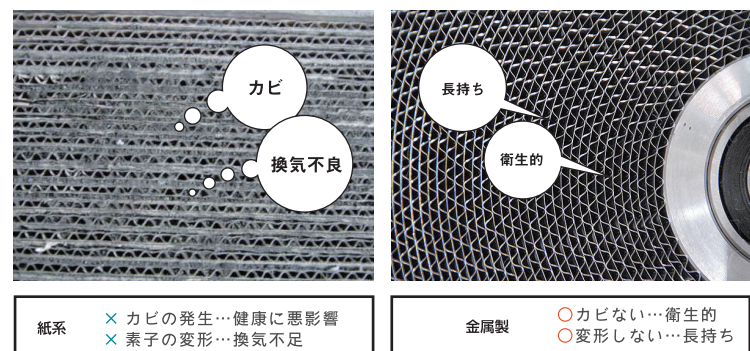 カビ
換気不良
長持ち
衛生的
紙系
× カビの発生…健康に悪影響
× 素子の変形…換気不足
金属製
○カビない…衛生的
○変形しない…長持ち